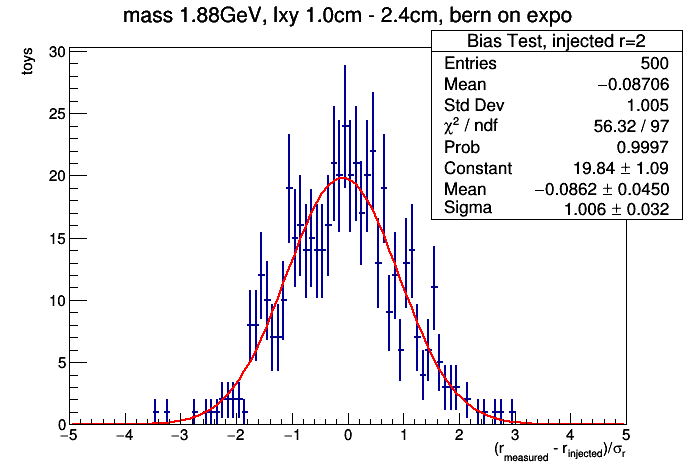 mass 1.88GeV, lxy 1.0cm - 2.4cm, bern on expo
Bias Test, injected r=2
Entries 500
Mean −0.08706
Std Dev 1.005
χ² / ndf 56.32 / 97
Prob 0.9997
Constant 19.84 ± 1.09
Mean −0.0862 ± 0.0450
Sigma 1.006 ± 0.032
toys
30
25
20
15
10
5
0
−5 −4 −3 −2 −1 0 1 2 3 4 5
(r_measured - r_injected)/σ_r